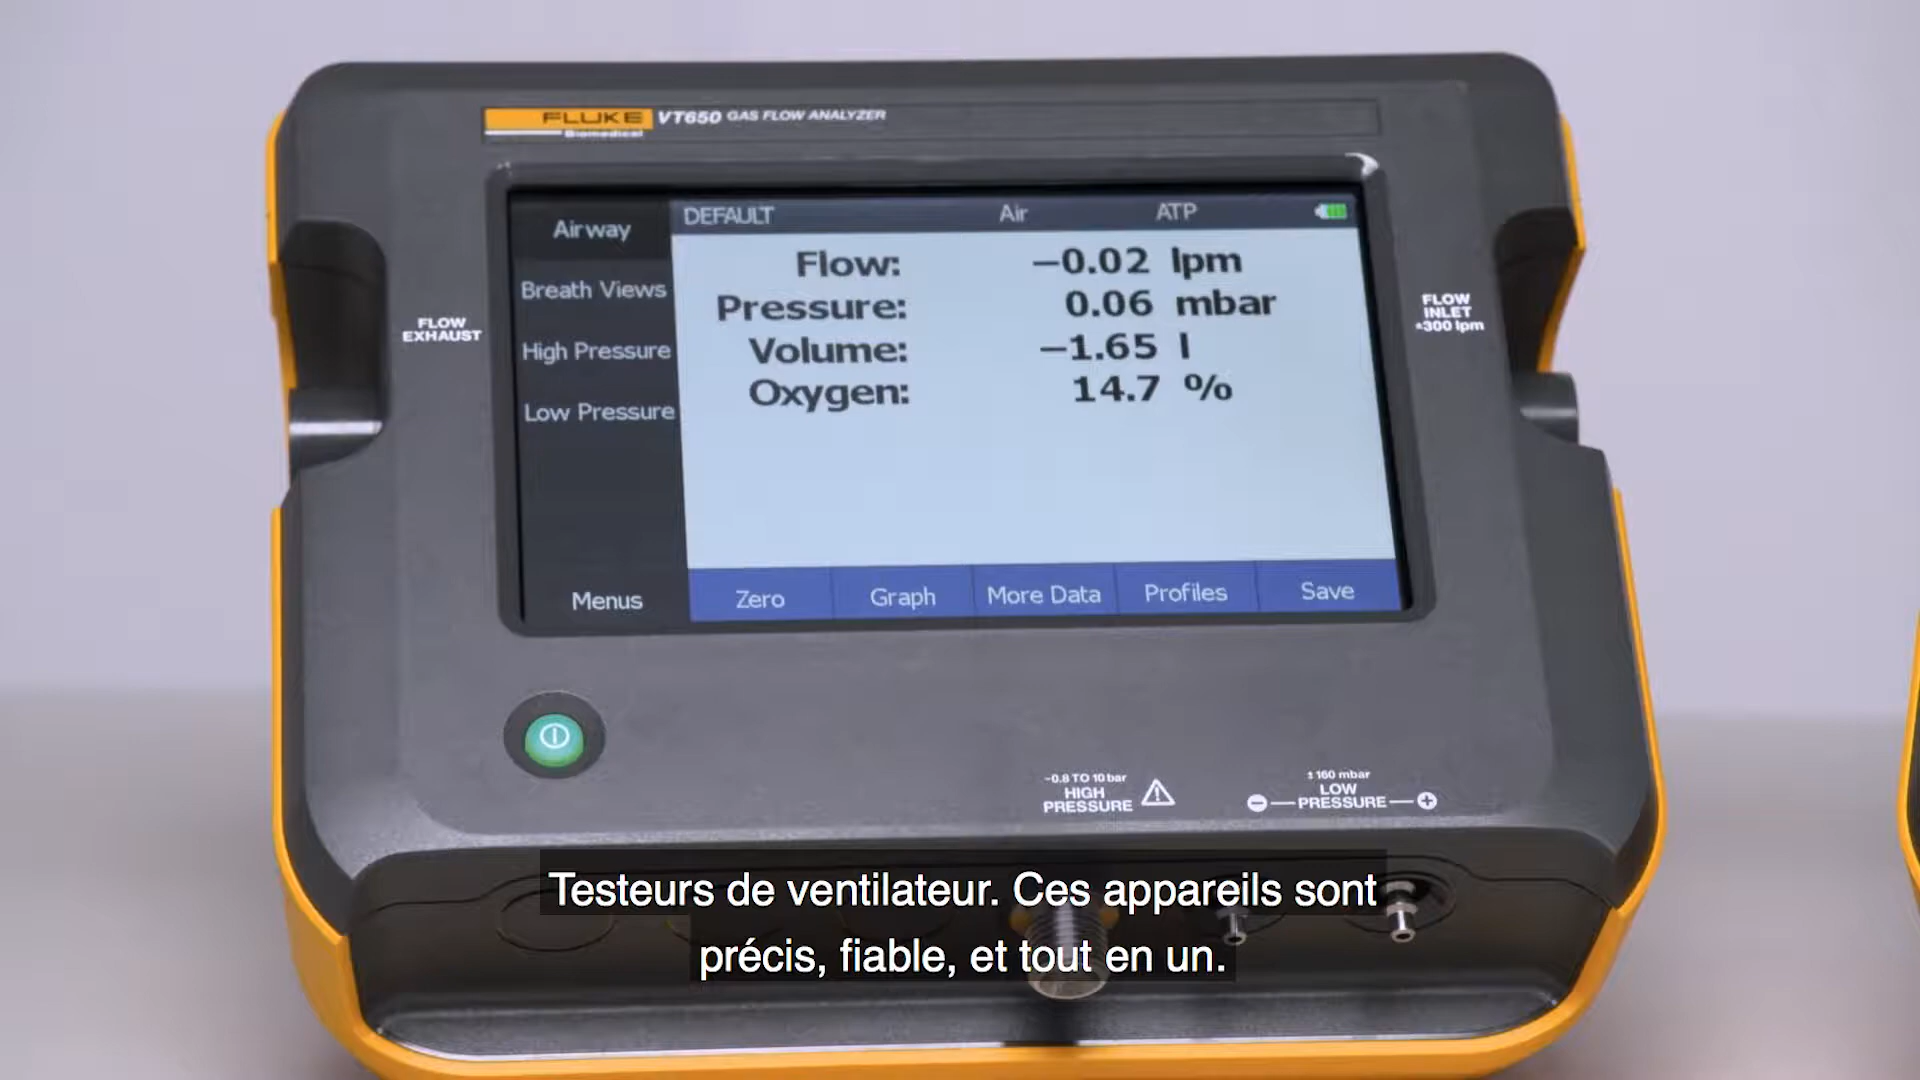 FLUKE
Biomedical
VT650 GAS FLOW ANALYZER
Airway
Breath Views
High Pressure
Low Pressure
Menus
DEFAULT Air ATP
Flow: −0.02 lpm
Pressure: 0.06 mbar
Volume: −1.65 l
Oxygen: 14.7 %
Zero Graph More Data Profiles Save
FLOW
EXHAUST
FLOW
INLET
±300 lpm
-0.8 TO 10 bar
HIGH
PRESSURE
± 160 mbar
LOW
PRESSURE
Testeurs de ventilateur. Ces appareils sont
précis, fiable, et tout en un.